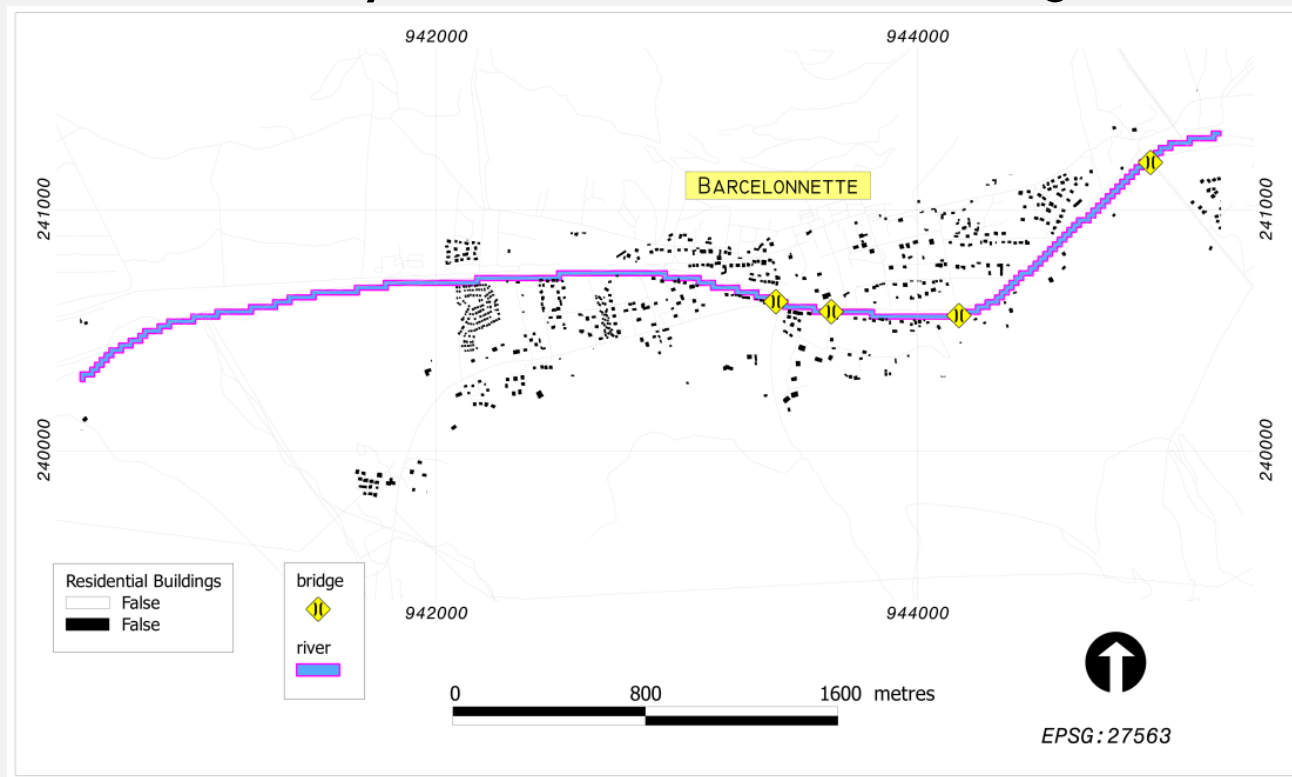 942000
944000
BARCELONNETTE
241000
241000
240000
240000
Residential Buildings
False
False
bridge
river
942000
944000
0 800 1600 metres
EPSG:27563